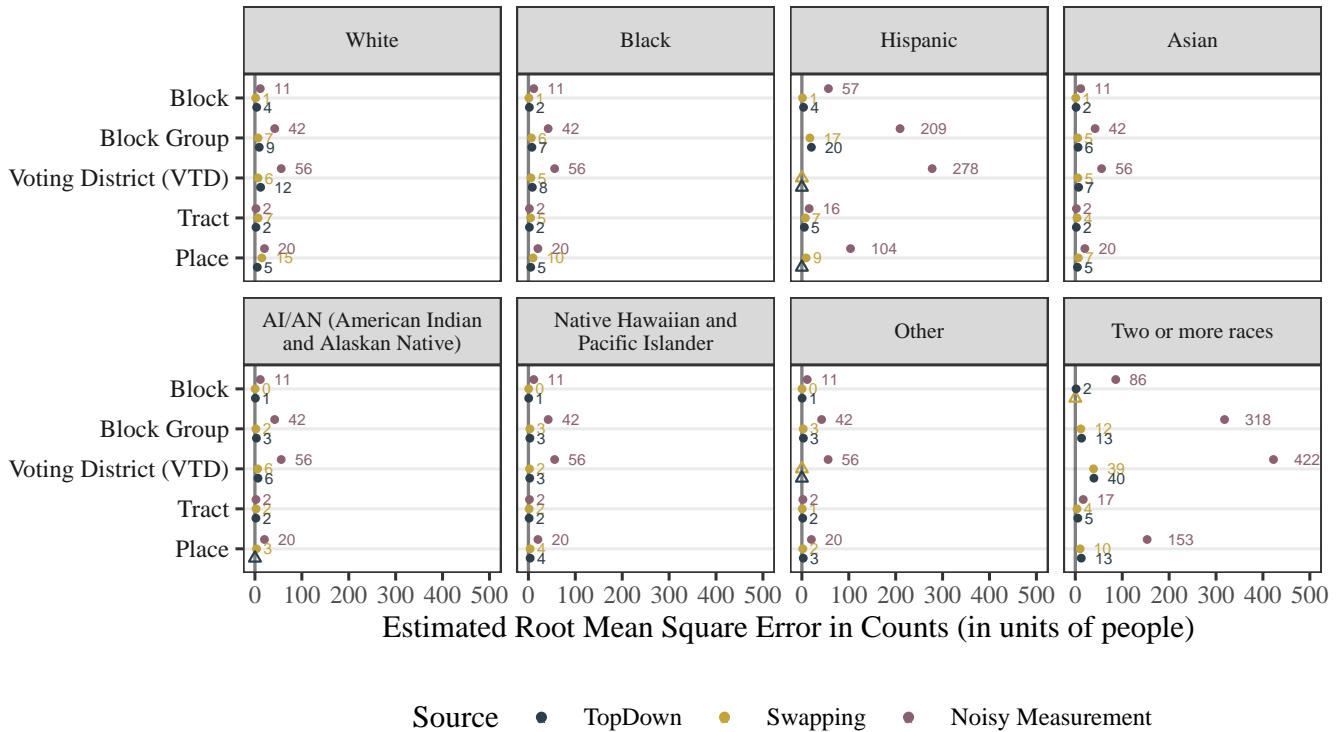 White Black Hispanic Asian
Block 11 1 4 11 1 2 57 1 4 11 1 2
Block Group 42 7 9 42 6 7 209 17 20 42 5 6
Voting District (VTD) 56 6 12 56 5 8 278 56 5 7
Tract 2 7 2 2 5 2 16 7 5 2 4 2
Place 20 15 5 20 10 5 104 9 20 7 5
AI/AN (American Indian Native Hawaiian and Other Two or more races
and Alaskan Native) Pacific Islander
Block 11 0 1 11 0 1 11 0 1 86 2
Block Group 42 2 3 42 3 3 42 3 3 318 12 13
Voting District (VTD) 56 6 6 56 2 3 56 422 39 40
Tract 2 2 2 2 2 2 2 1 2 17 4 5
Place 20 3 20 4 4 20 2 3 153 10 13
0 100 200 300 400 500 0 100 200 300 400 500 0 100 200 300 400 500 0 100 200 300 400 500
Estimated Root Mean Square Error in Counts (in units of people)
Source TopDown Swapping Noisy Measurement